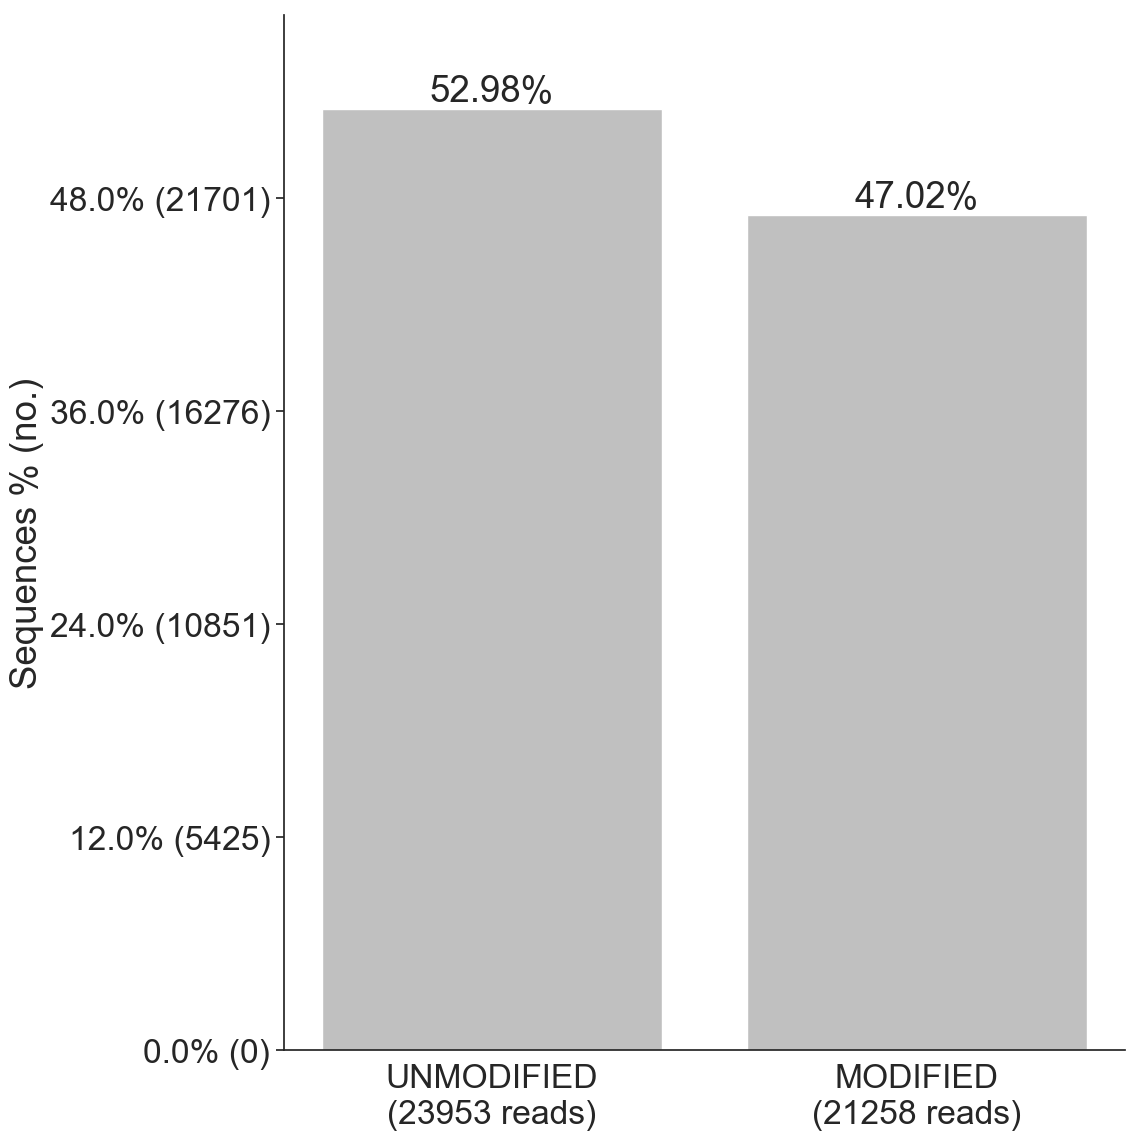 52.98%
47.02%
48.0% (21701)
36.0% (16276)
24.0% (10851)
12.0% (5425)
0.0% (0)
Sequences % (no.)
UNMODIFIED
(23953 reads)
MODIFIED
(21258 reads)